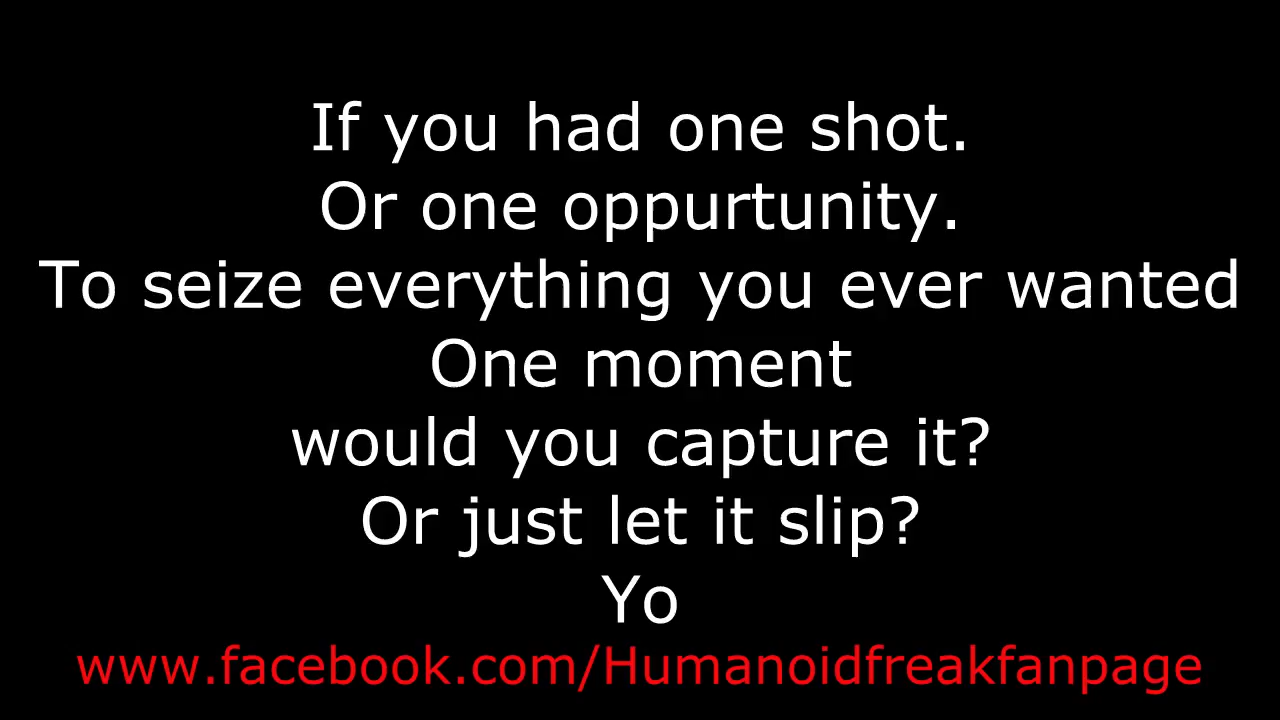 If you had one shot.
Or one oppurtunity.
To seize everything you ever wanted
One moment
would you capture it?
Or just let it slip?
Yo
www.facebook.com/Humanoidfreakfanpage